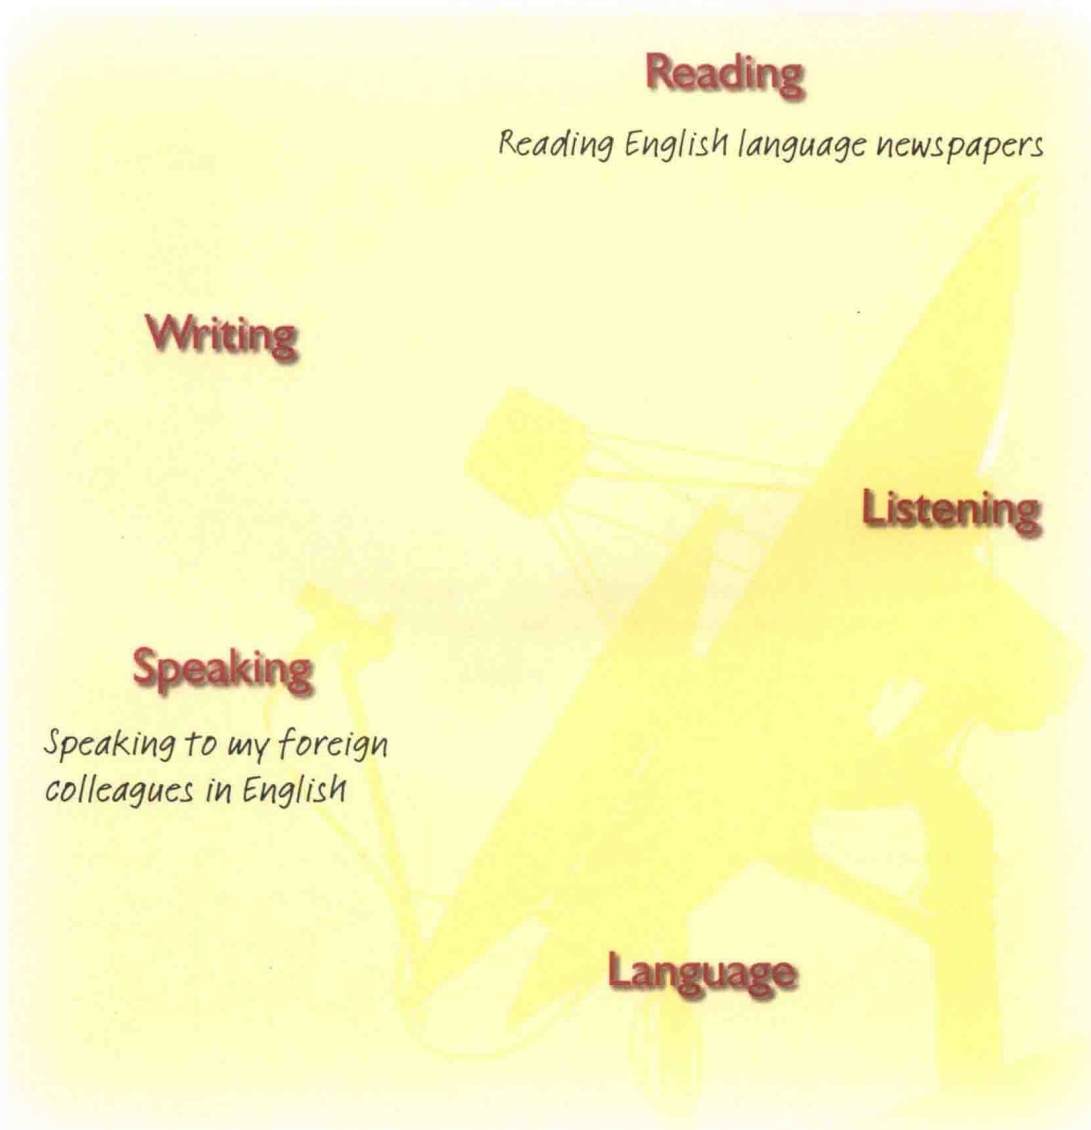 Reading
Reading English language newspapers
Writing
Listening
Speaking
Speaking to my foreign
colleagues in English
Language